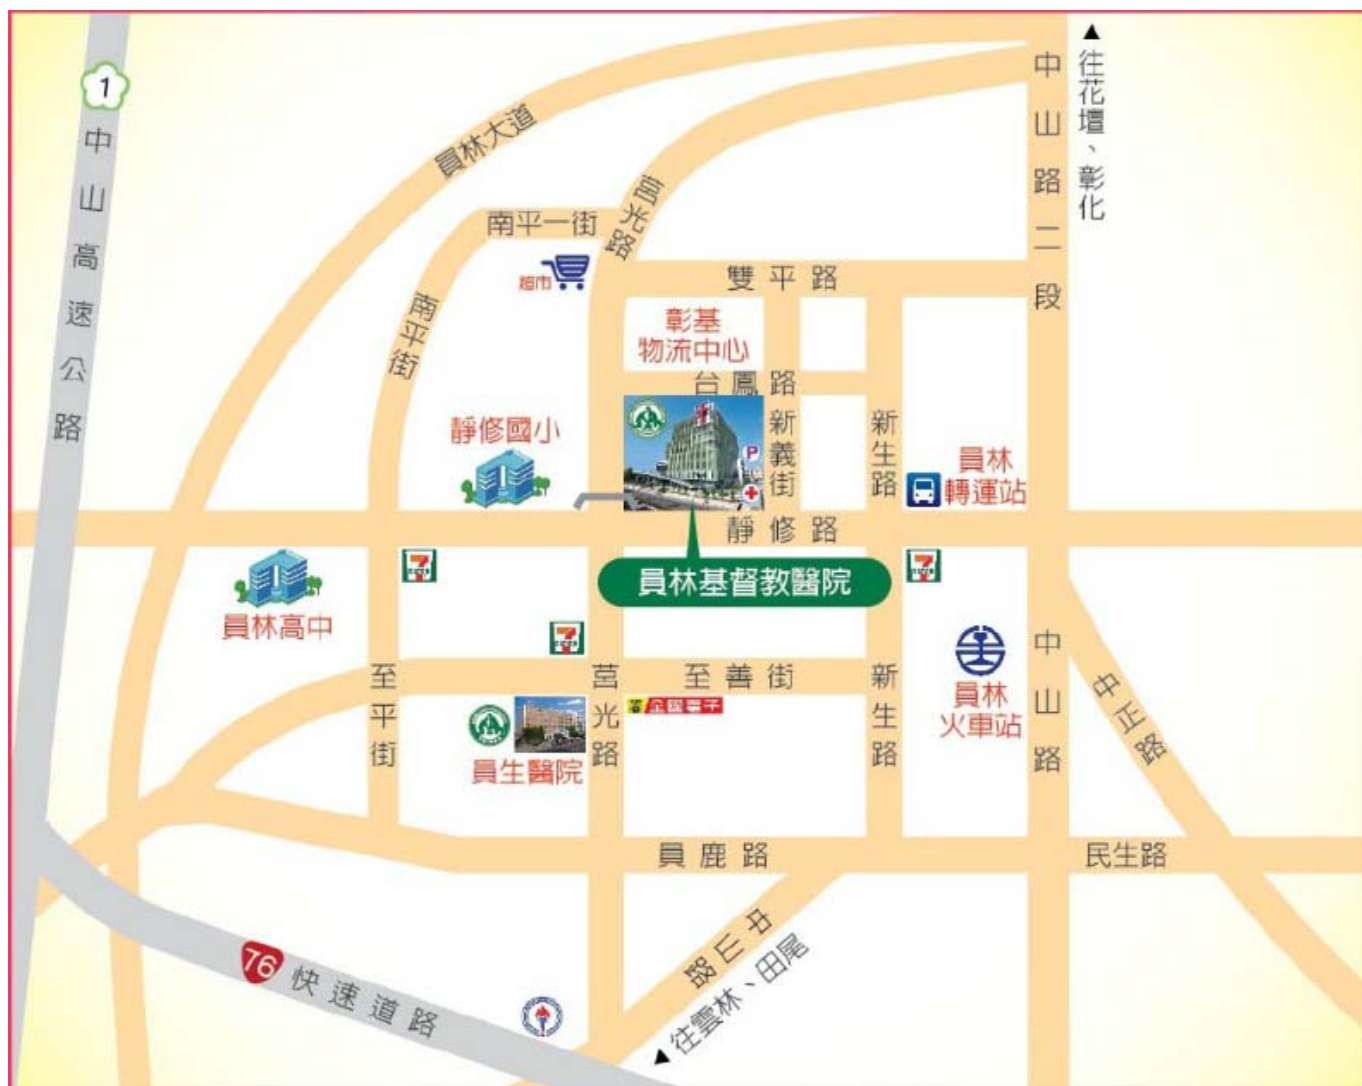 1
中山高速公路
員林大道
莒光路
南平一街
超市
南平街
中山路二段
往花壇、彰化
雙平路
彰基
物流中心
台鳳路
新義街
新生路
靜修國小
員林
轉運站
靜修路
員林基督教醫院
員林高中
至平街
至善街
莒光路
新生路
員林
火車站
中山路
中正路
員生醫院
員鹿路
民生路
中山路
往雲林、田尾
76
快速道路